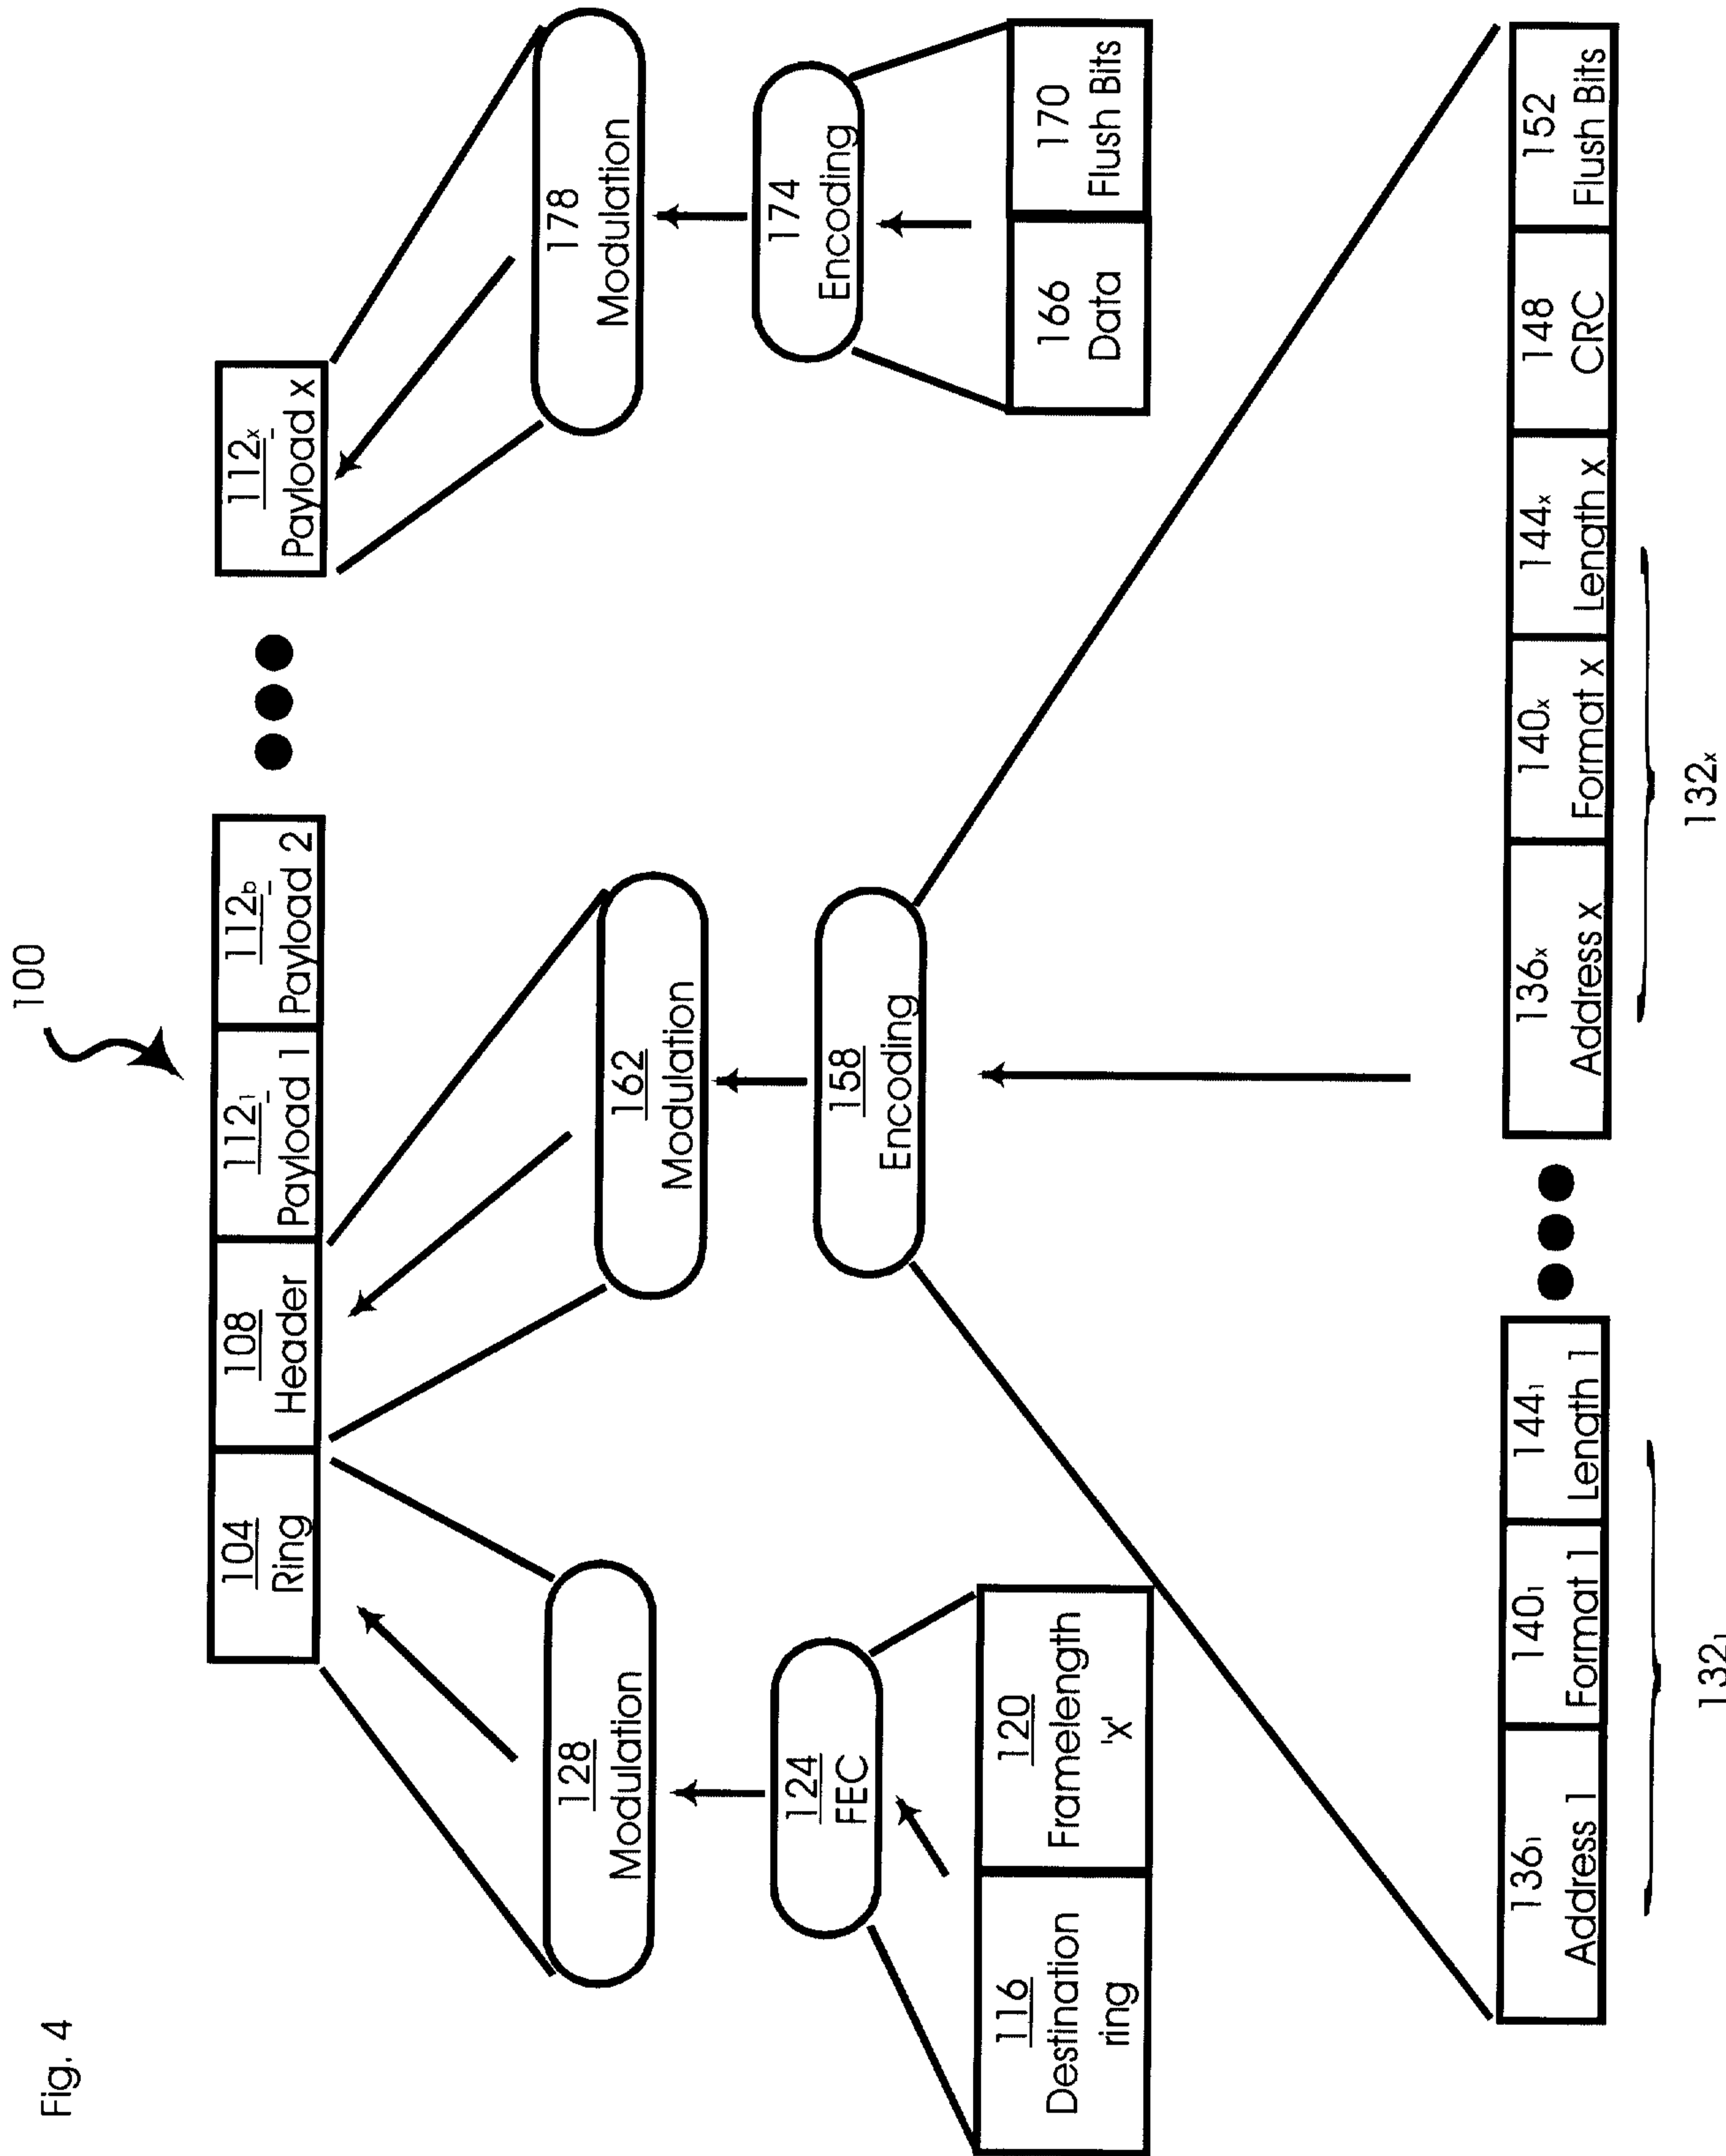 Fig. 4
100
104
Ring
108
Header
112₁
Payload 1
112b
Payload 2
112x
Payload x
128
Modulation
162
Modulation
178
Modulation
124
FEC
158
Encoding
174
Encoding
116
Destination
ring
120
Framelength
'x'
166
Data
170
Flush Bits
136₁
Address 1
140₁
Format 1
144₁
Length 1
136x
Address x
140x
Format x
144x
Length x
148
CRC
152
Flush Bits
132₁
132x